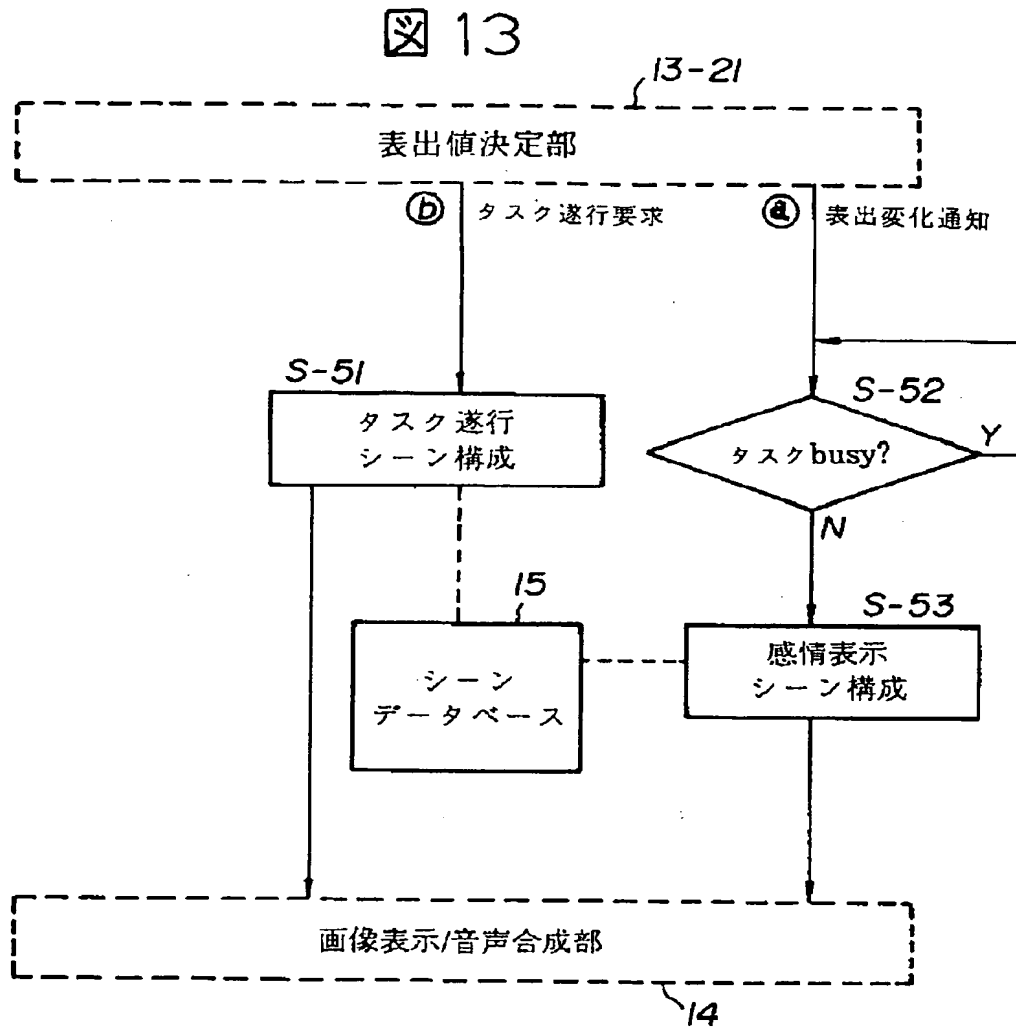 図 13
13-21
表出値決定部
ⓑ タスク遂行要求
ⓐ 表出変化通知
S-51
タスク遂行
シーン構成
S-52
タスクbusy?
Y
N
15
シーン
データベース
S-53
感情表示
シーン構成
画像表示/音声合成部
14